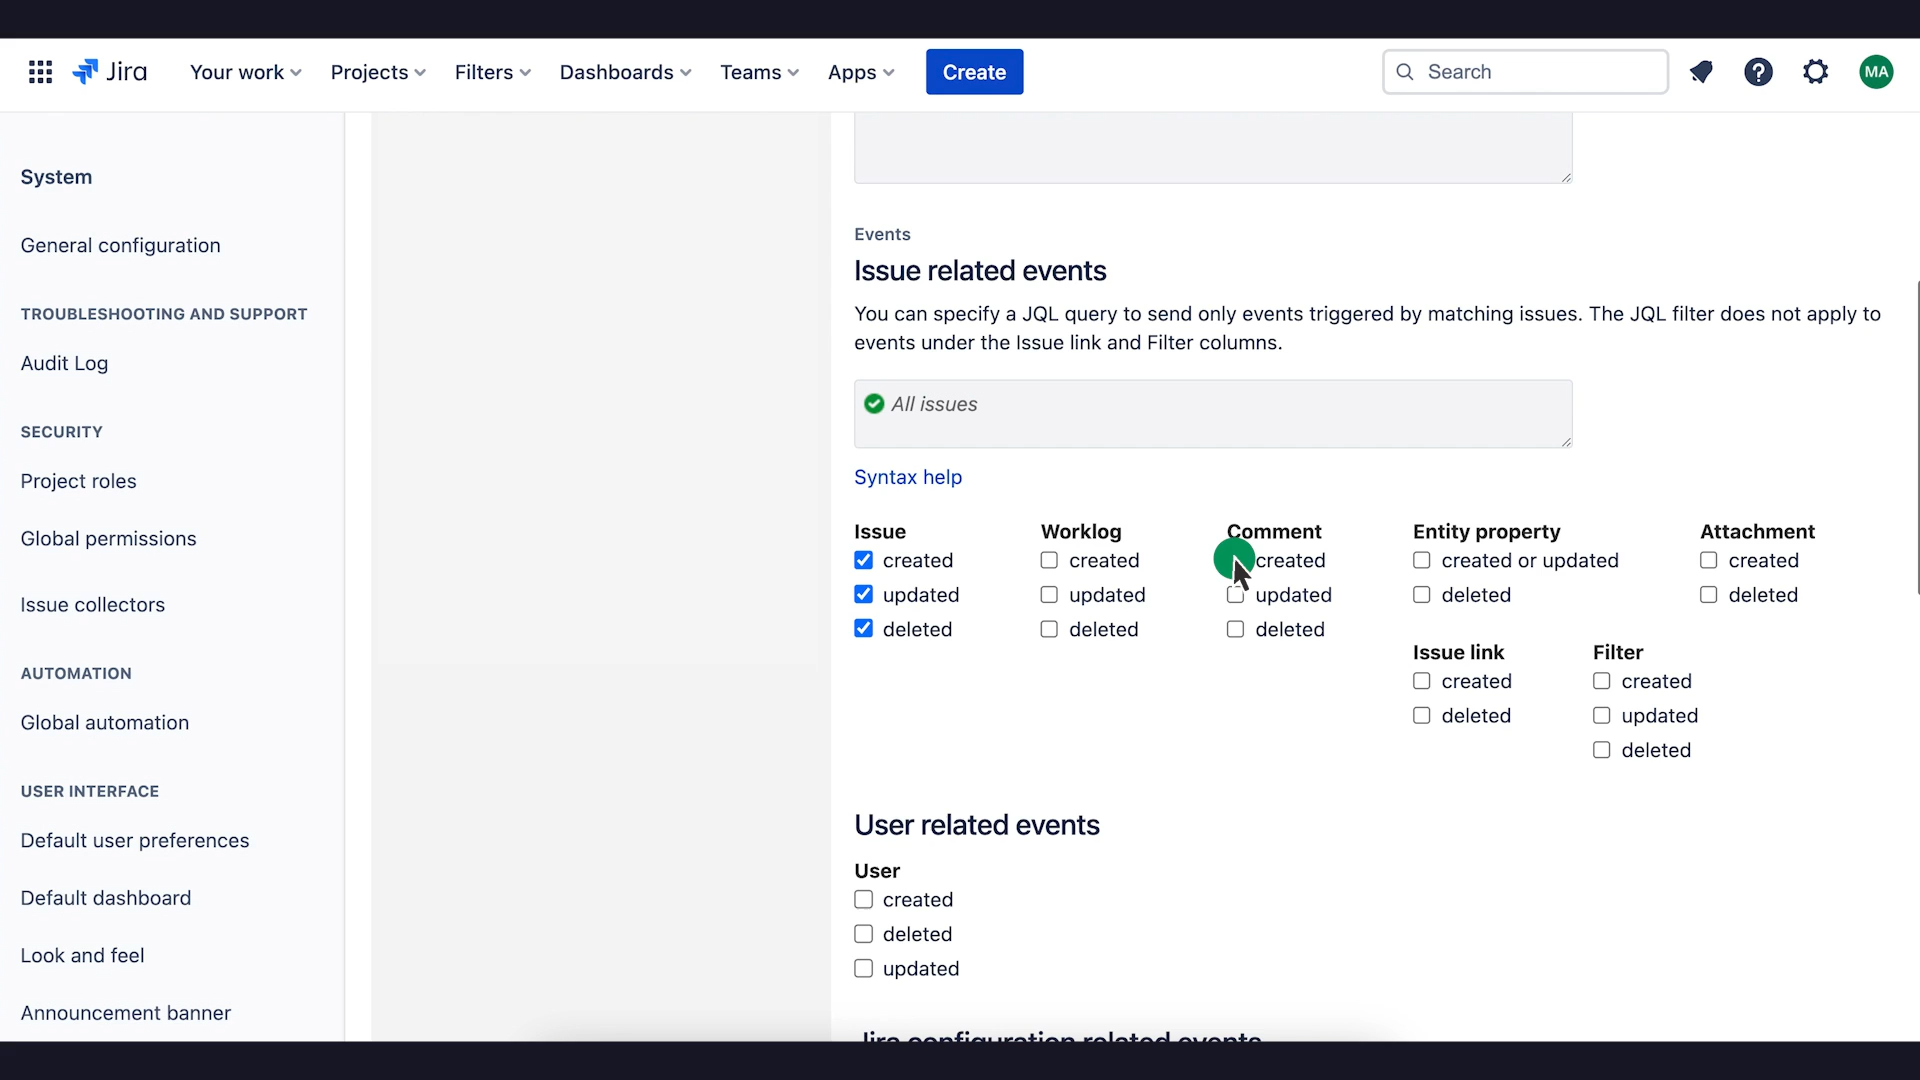 Jira
Your work
Projects
Filters
Dashboards
Teams
Apps
Create
Search
MA
System
General configuration
TROUBLESHOOTING AND SUPPORT
Audit Log
SECURITY
Project roles
Global permissions
Issue collectors
AUTOMATION
Global automation
USER INTERFACE
Default user preferences
Default dashboard
Look and feel
Announcement banner
Events
Issue related events
You can specify a JQL query to send only events triggered by matching issues. The JQL filter does not apply to
events under the Issue link and Filter columns.
All issues
Syntax help
Issue
created
updated
deleted
Worklog
created
updated
deleted
Comment
created
updated
deleted
Entity property
created or updated
deleted
Attachment
created
deleted
Issue link
created
deleted
Filter
created
updated
deleted
User related events
User
created
deleted
updated
Jira configuration related events